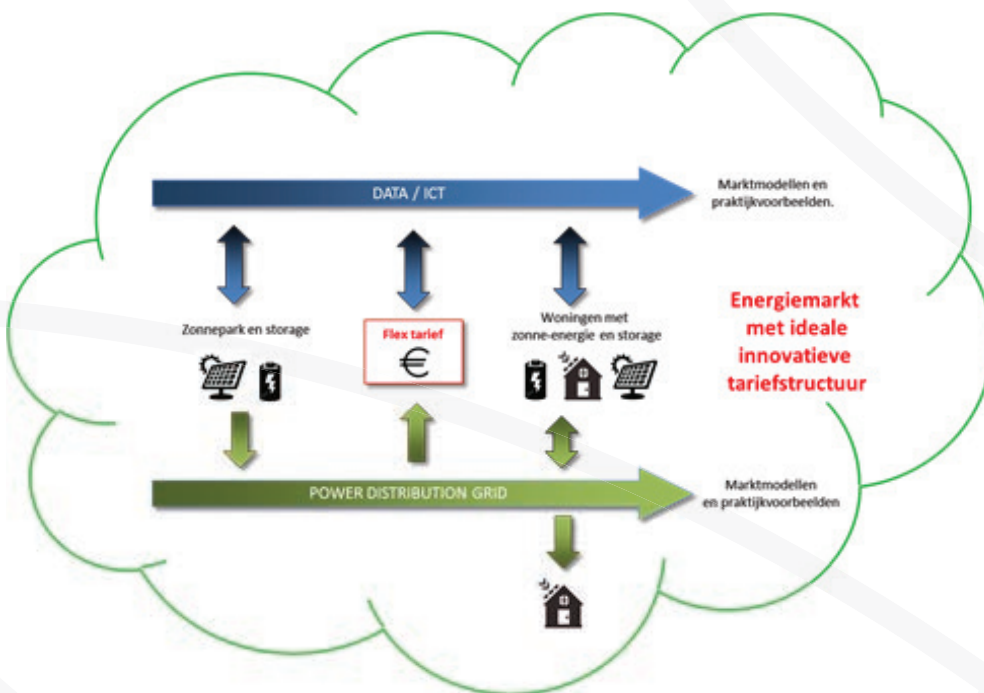 DATA / ICT
Marktmodellen en
praktijkvoorbeelden.
Zonnepark en storage
Flex tarief
€
Woningen met
zonne-energie en storage
Energiemarkt
met ideale
innovatieve
tariefstructuur
POWER DISTRIBUTION GRID
Marktmodellen
en praktijkvoorbeelden